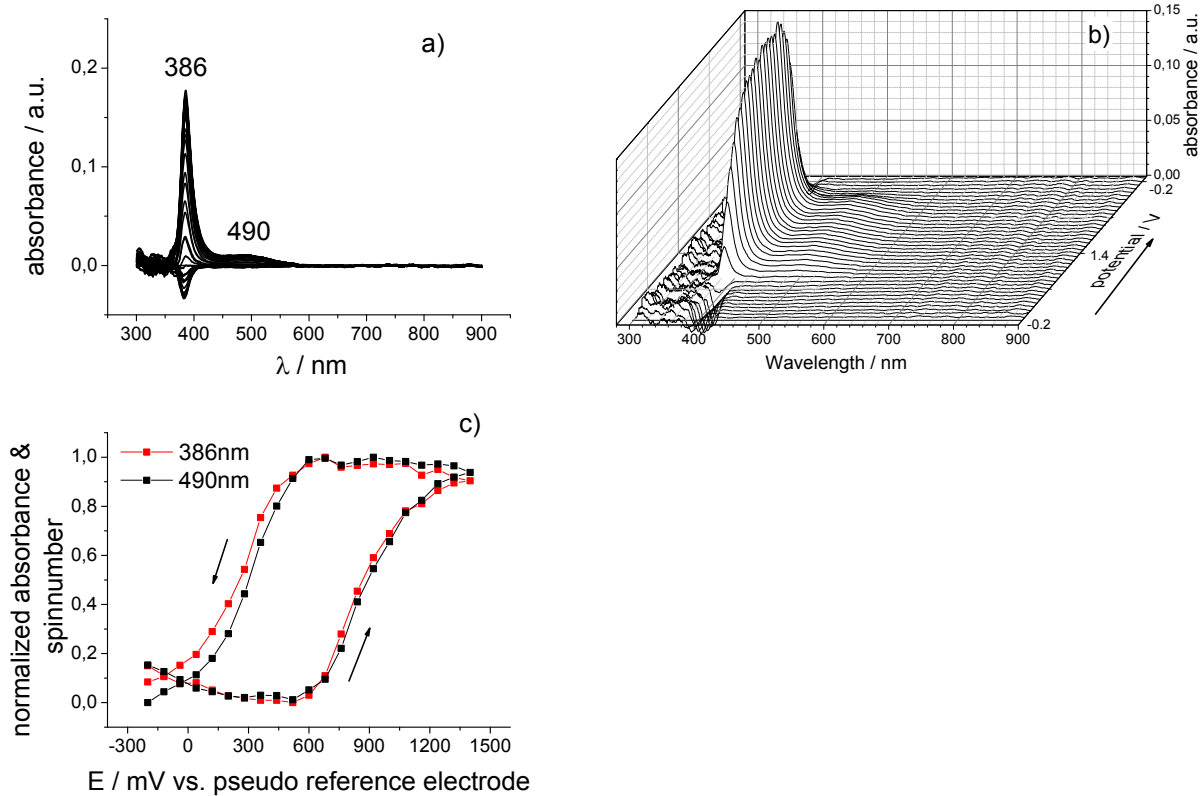 a)
absorbance / a.u.
0,2
0,1
0,0
386
490
300 400 500 600 700 800 900
λ / nm
b)
0,15
0,10
0,05
0,00
absorbance / a.u.
-0.2
1.4
-0.2
potential / V
300 400 500 600 700 800 900
Wavelength / nm
c)
386nm
490nm
normalized absorbance &
spinnumber
1,0
0,8
0,6
0,4
0,2
0,0
-300 0 300 600 900 1200 1500
E / mV vs. pseudo reference electrode